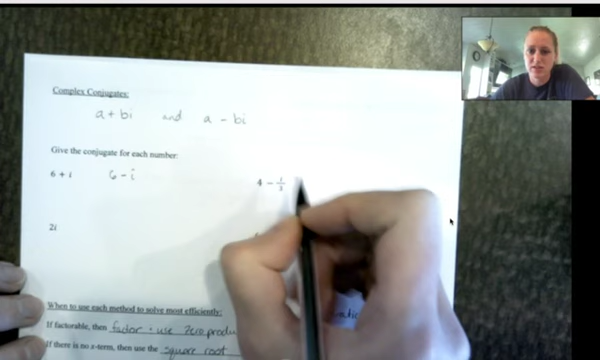 Complex Conjugates:
a + bi and a - bi
Give the conjugate for each number:
6 + i 6 - i 4 -
2i
When to use each method to solve most efficiently:
If factorable, then factor + use zero produ
If there is no x-term, then use the square root